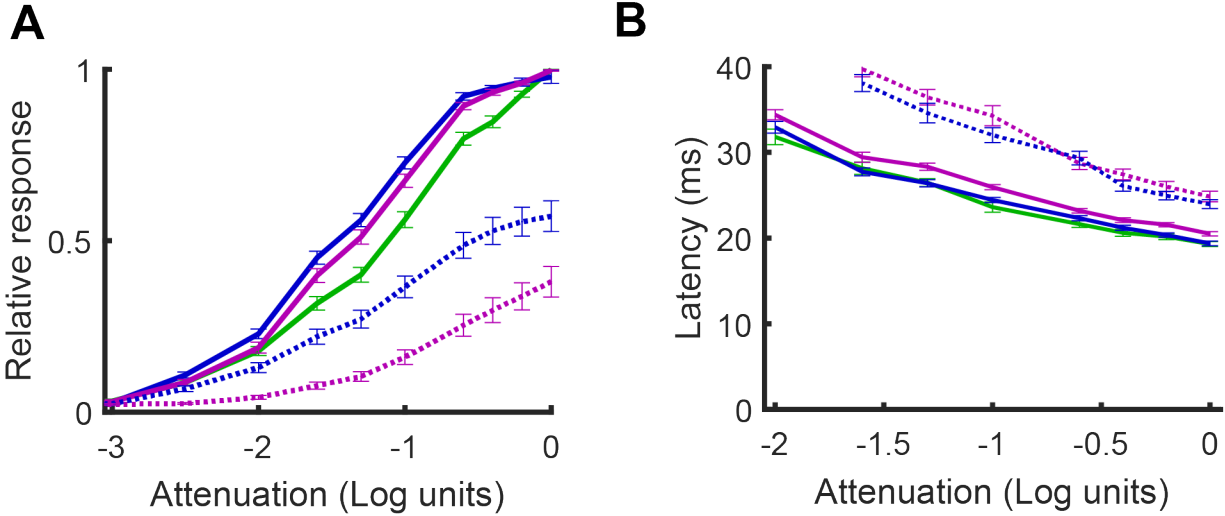 A
Relative response
1
0.5
0
-3 -2 -1 0
Attenuation (Log units)
B
Latency (ms)
40
30
20
10
0
-2 -1.5 -1 -0.5 0
Attenuation (Log units)